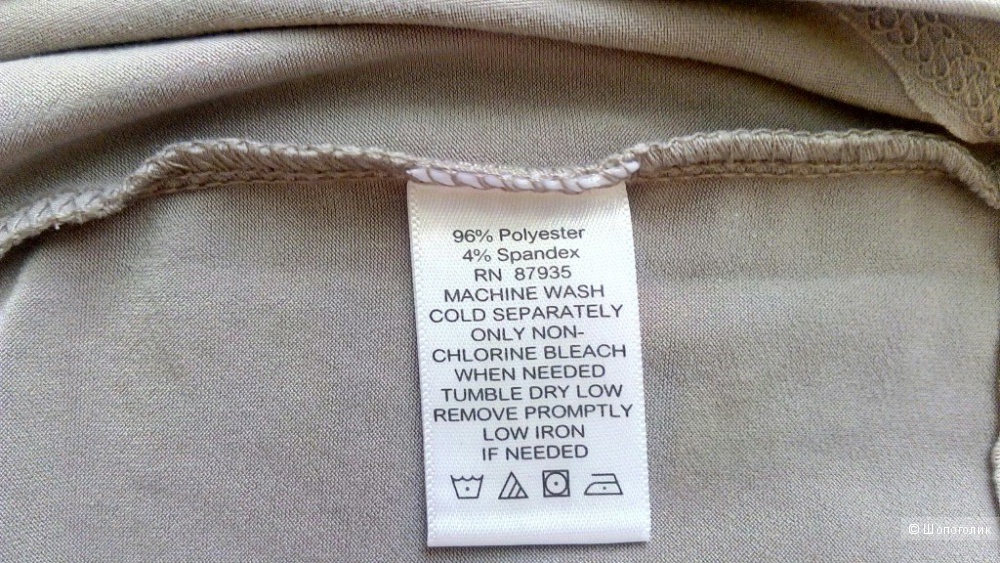 96% Polyester
4% Spandex
RN 87935
MACHINE WASH
COLD SEPARATELY
ONLY NON-
CHLORINE BLEACH
WHEN NEEDED
TUMBLE DRY LOW
REMOVE PROMPTLY
LOW IRON
IF NEEDED
© Шопоголик